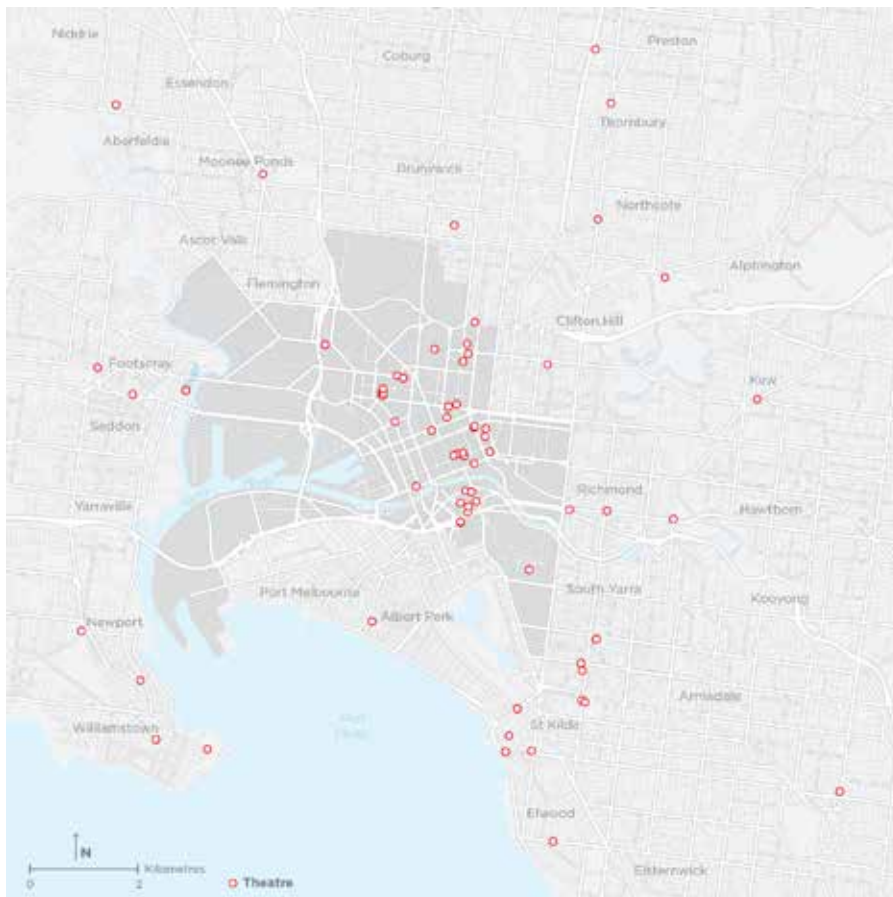 Niddrie
Preston
Coburg
Essendon
Thornbury
Aberfeldie
Moonee Ponds
Brunswick
Northcote
Ascot Vale
Alphington
Flemington
Clifton Hill
Footscray
Kew
Seddon
Richmond
Yarraville
Hawthorn
South Yarra
Port Melbourne
Kooyong
Albert Park
Newport
Armadale
Williamstown
St Kilda
Elwood
N
Kilometres
Elsternwick
0
2
Theatre